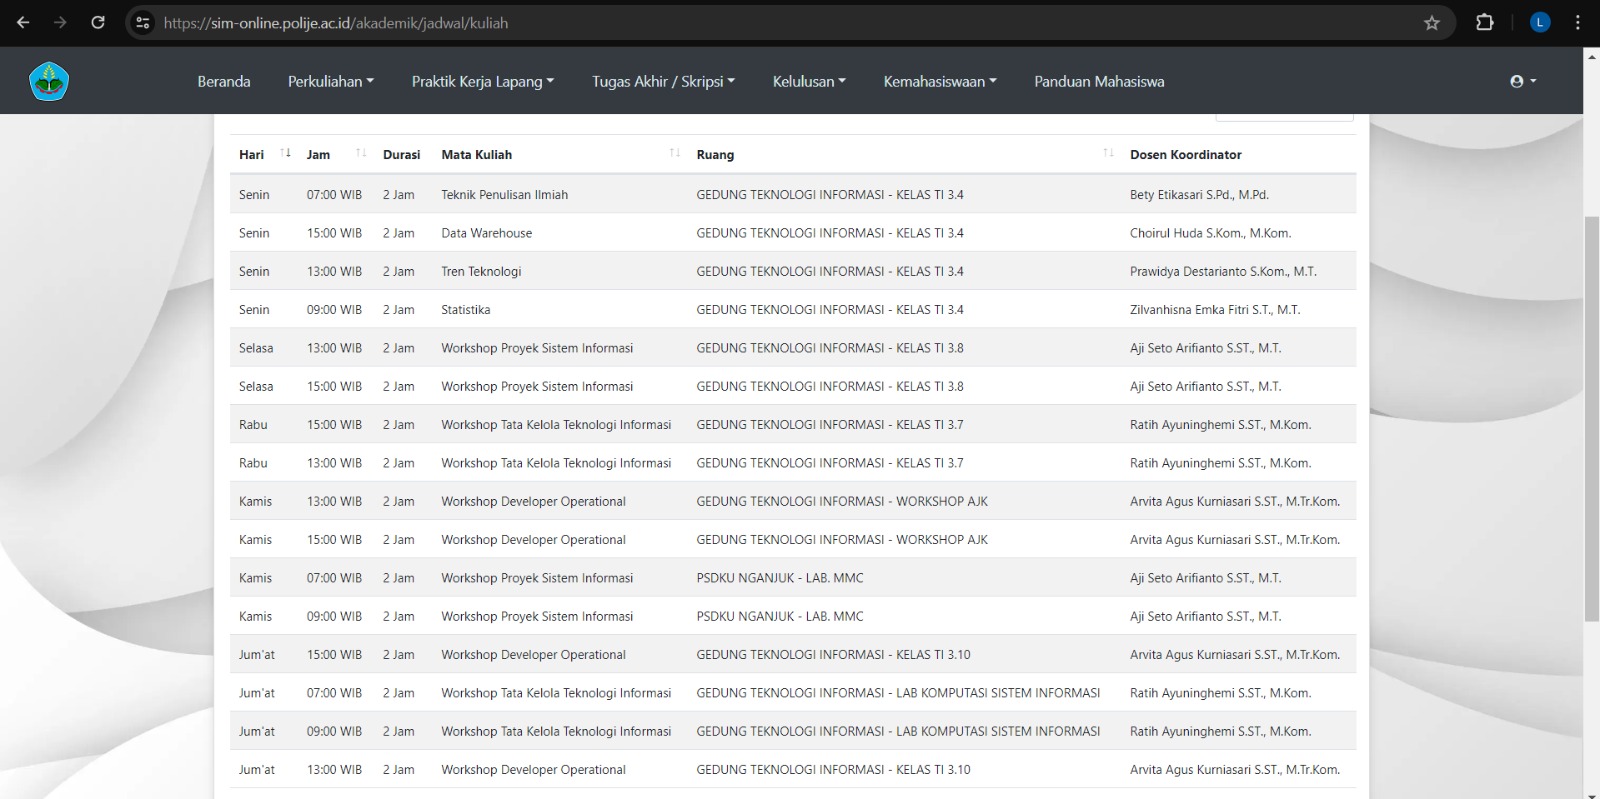 https://sim-online.polije.ac.id/akademik/jadwal/kuliah
L
Beranda Perkuliahan Praktik Kerja Lapang Tugas Akhir / Skripsi Kelulusan Kemahasiswaan Panduan Mahasiswa
Hari Jam Durasi Mata Kuliah Ruang Dosen Koordinator
Senin 07:00 WIB 2 Jam Teknik Penulisan Ilmiah GEDUNG TEKNOLOGI INFORMASI - KELAS TI 3.4 Bety Etikasari S.Pd., M.Pd.
Senin 15:00 WIB 2 Jam Data Warehouse GEDUNG TEKNOLOGI INFORMASI - KELAS TI 3.4 Choirul Huda S.Kom., M.Kom.
Senin 13:00 WIB 2 Jam Tren Teknologi GEDUNG TEKNOLOGI INFORMASI - KELAS TI 3.4 Prawidya Destarianto S.Kom., M.T.
Senin 09:00 WIB 2 Jam Statistika GEDUNG TEKNOLOGI INFORMASI - KELAS TI 3.4 Zilvanhisna Emka Fitri S.T., M.T.
Selasa 13:00 WIB 2 Jam Workshop Proyek Sistem Informasi GEDUNG TEKNOLOGI INFORMASI - KELAS TI 3.8 Aji Seto Arifianto S.ST., M.T.
Selasa 15:00 WIB 2 Jam Workshop Proyek Sistem Informasi GEDUNG TEKNOLOGI INFORMASI - KELAS TI 3.8 Aji Seto Arifianto S.ST., M.T.
Rabu 15:00 WIB 2 Jam Workshop Tata Kelola Teknologi Informasi GEDUNG TEKNOLOGI INFORMASI - KELAS TI 3.7 Ratih Ayuninghemi S.ST., M.Kom.
Rabu 13:00 WIB 2 Jam Workshop Tata Kelola Teknologi Informasi GEDUNG TEKNOLOGI INFORMASI - KELAS TI 3.7 Ratih Ayuninghemi S.ST., M.Kom.
Kamis 13:00 WIB 2 Jam Workshop Developer Operational GEDUNG TEKNOLOGI INFORMASI - WORKSHOP AJK Arvita Agus Kurniasari S.ST., M.Tr.Kom.
Kamis 15:00 WIB 2 Jam Workshop Developer Operational GEDUNG TEKNOLOGI INFORMASI - WORKSHOP AJK Arvita Agus Kurniasari S.ST., M.Tr.Kom.
Kamis 07:00 WIB 2 Jam Workshop Proyek Sistem Informasi PSDKU NGANJUK - LAB. MMC Aji Seto Arifianto S.ST., M.T.
Kamis 09:00 WIB 2 Jam Workshop Proyek Sistem Informasi PSDKU NGANJUK - LAB. MMC Aji Seto Arifianto S.ST., M.T.
Jum'at 15:00 WIB 2 Jam Workshop Developer Operational GEDUNG TEKNOLOGI INFORMASI - KELAS TI 3.10 Arvita Agus Kurniasari S.ST., M.Tr.Kom.
Jum'at 07:00 WIB 2 Jam Workshop Tata Kelola Teknologi Informasi GEDUNG TEKNOLOGI INFORMASI - LAB KOMPUTASI SISTEM INFORMASI Ratih Ayuninghemi S.ST., M.Kom.
Jum'at 09:00 WIB 2 Jam Workshop Tata Kelola Teknologi Informasi GEDUNG TEKNOLOGI INFORMASI - LAB KOMPUTASI SISTEM INFORMASI Ratih Ayuninghemi S.ST., M.Kom.
Jum'at 13:00 WIB 2 Jam Workshop Developer Operational GEDUNG TEKNOLOGI INFORMASI - KELAS TI 3.10 Arvita Agus Kurniasari S.ST., M.Tr.Kom.